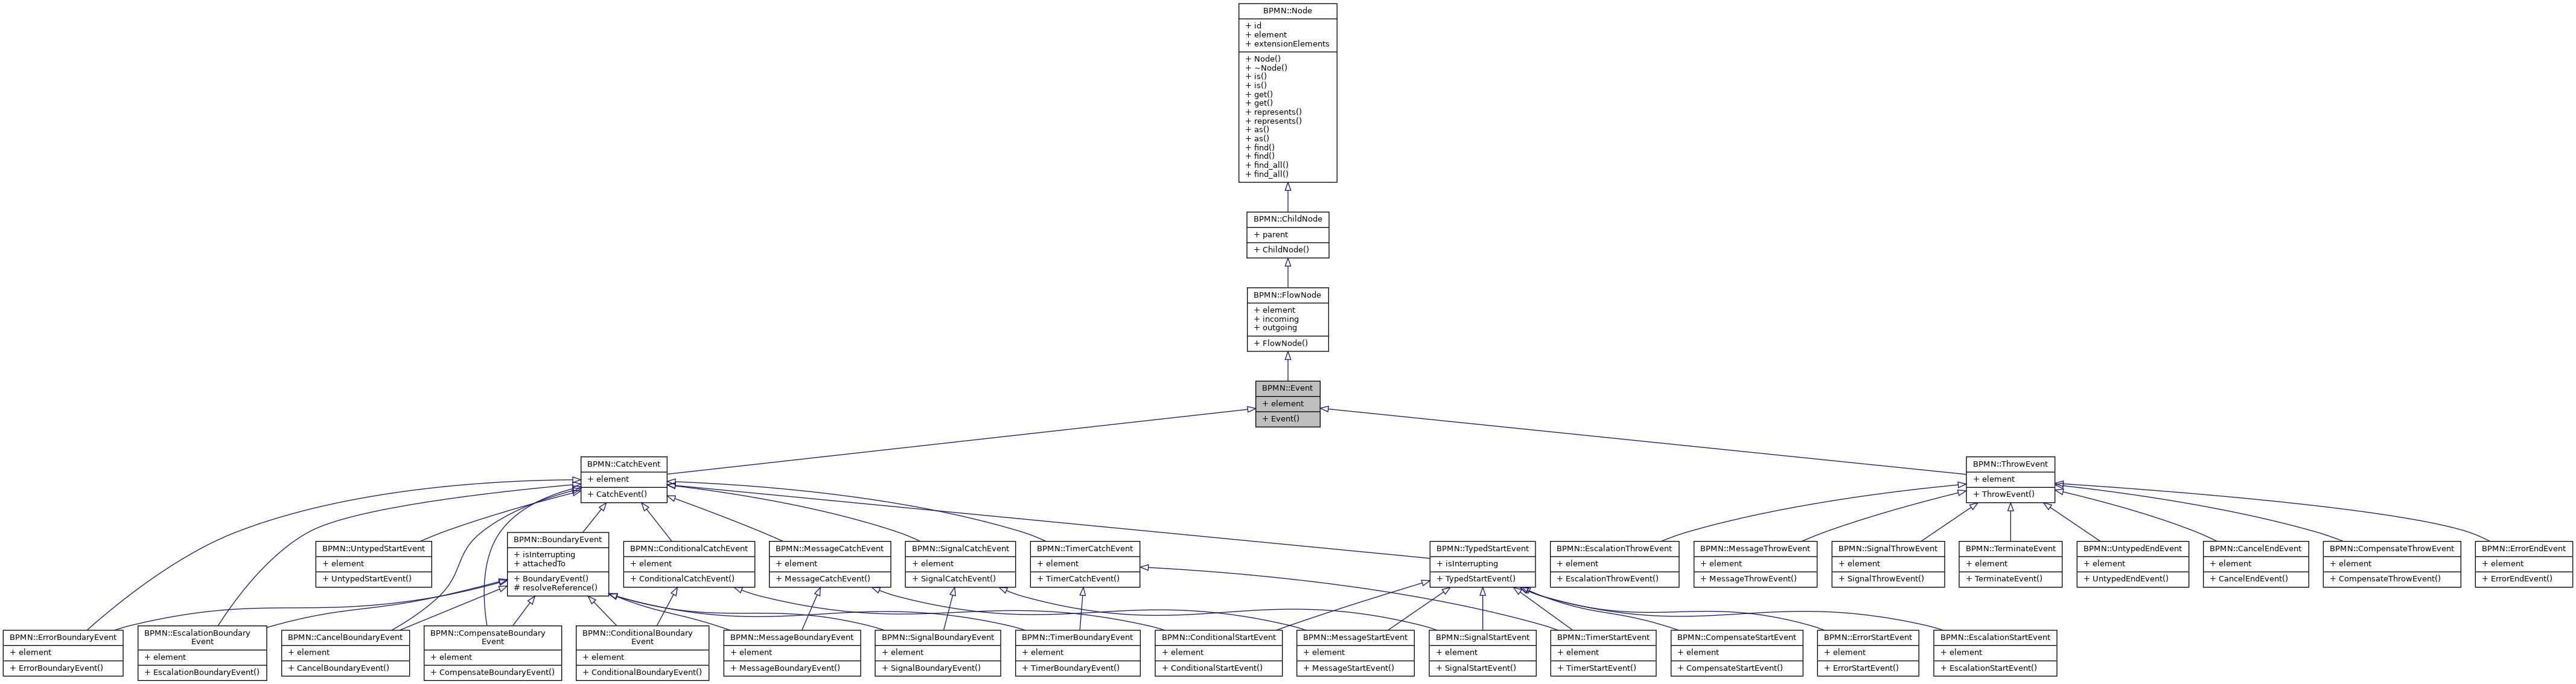 BPMN::Node
+ id
+ element
+ extensionElements
+ Node()
+ ~Node()
+ is()
+ is()
+ get()
+ get()
+ represents()
+ represents()
+ as()
+ as()
+ find()
+ find()
+ find_all()
+ find_all()
BPMN::ChildNode
+ parent
+ ChildNode()
BPMN::FlowNode
+ element
+ incoming
+ outgoing
+ FlowNode()
BPMN::Event
+ element
+ Event()
BPMN::CatchEvent
+ element
+ CatchEvent()
BPMN::ThrowEvent
+ element
+ ThrowEvent()
BPMN::UntypedStartEvent
+ element
+ UntypedStartEvent()
BPMN::BoundaryEvent
+ isInterrupting
+ attachedTo
+ BoundaryEvent()
# resolveReference()
BPMN::ConditionalCatchEvent
+ element
+ ConditionalCatchEvent()
BPMN::MessageCatchEvent
+ element
+ MessageCatchEvent()
BPMN::SignalCatchEvent
+ element
+ SignalCatchEvent()
BPMN::TimerCatchEvent
+ element
+ TimerCatchEvent()
BPMN::TypedStartEvent
+ isInterrupting
+ TypedStartEvent()
BPMN::EscalationThrowEvent
+ element
+ EscalationThrowEvent()
BPMN::MessageThrowEvent
+ element
+ MessageThrowEvent()
BPMN::SignalThrowEvent
+ element
+ SignalThrowEvent()
BPMN::TerminateEvent
+ element
+ TerminateEvent()
BPMN::UntypedEndEvent
+ element
+ UntypedEndEvent()
BPMN::CancelEndEvent
+ element
+ CancelEndEvent()
BPMN::CompensateThrowEvent
+ element
+ CompensateThrowEvent()
BPMN::ErrorEndEvent
+ element
+ ErrorEndEvent()
BPMN::ErrorBoundaryEvent
+ element
+ ErrorBoundaryEvent()
BPMN::EscalationBoundary
Event
+ element
+ EscalationBoundaryEvent()
BPMN::CancelBoundaryEvent
+ element
+ CancelBoundaryEvent()
BPMN::CompensateBoundary
Event
+ element
+ CompensateBoundaryEvent()
BPMN::ConditionalBoundary
Event
+ element
+ ConditionalBoundaryEvent()
BPMN::MessageBoundaryEvent
+ element
+ MessageBoundaryEvent()
BPMN::SignalBoundaryEvent
+ element
+ SignalBoundaryEvent()
BPMN::TimerBoundaryEvent
+ element
+ TimerBoundaryEvent()
BPMN::ConditionalStartEvent
+ element
+ ConditionalStartEvent()
BPMN::MessageStartEvent
+ element
+ MessageStartEvent()
BPMN::SignalStartEvent
+ element
+ SignalStartEvent()
BPMN::TimerStartEvent
+ element
+ TimerStartEvent()
BPMN::CompensateStartEvent
+ element
+ CompensateStartEvent()
BPMN::ErrorStartEvent
+ element
+ ErrorStartEvent()
BPMN::EscalationStartEvent
+ element
+ EscalationStartEvent()